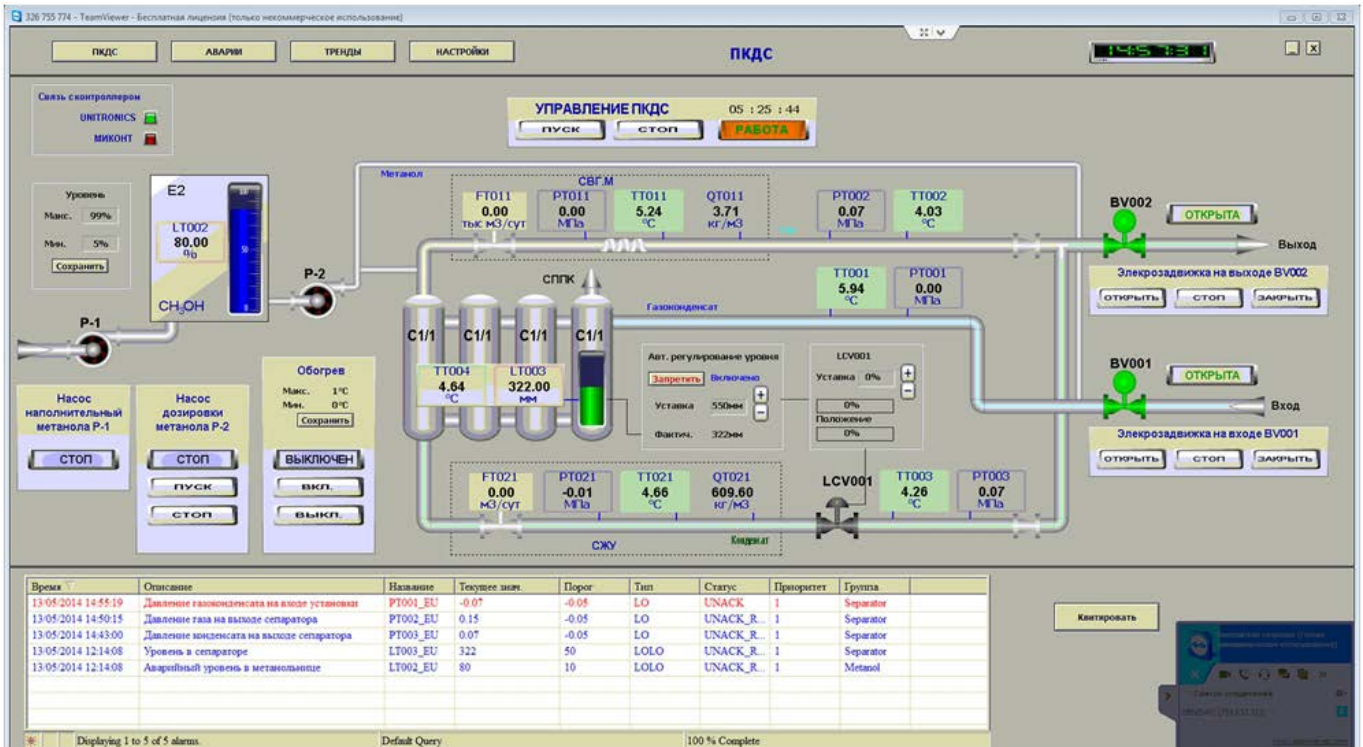 326 755 774 - TeamViewer - Бесплатная лицензия (только некоммерческое использование)
ПКДС
АВАРИИ
ТРЕНДЫ
НАСТРОЙКИ
ПКДС
14:57:31
Связь с контроллером
UNITRONICS
МИКОНТ
УПРАВЛЕНИЕ ПКДС 05 : 25 : 44
ПУСК
СТОП
РАБОТА
Уровень
Макс. 99%
Мин. 5%
Сохранить
E2
LT002
80.00
%
CH3OH
50
P-1
P-2
Метанол
СВГ.М
FT011
0.00
тыс м3/сут
PT011
0.00
МПа
TT011
5.24
°C
QT011
3.71
кг/м3
PT002
0.07
МПа
TT002
4.03
°C
BV002
ОТКРЫТА
Выход
Элекрозадвижка на выходе BV002
ОТКРЫТЬ
СТОП
ЗАКРЫТЬ
СППК
Газоконденсат
TT001
5.94
°C
PT001
0.00
МПа
C1/1
C1/1
C1/1
C1/1
TT004
4.64
°C
LT003
322.00
мм
Авт. регулирование уровня
Запретить Включено
Уставка 550мм
+
−
Фактич. 322мм
LCV001
Уставка 0%
+
−
0%
Положение
0%
BV001
ОТКРЫТА
Вход
Элекрозадвижка на входе BV001
ОТКРЫТЬ
СТОП
ЗАКРЫТЬ
Насос
наполнительный
метанола P-1
СТОП
Насос
дозировки
метанола P-2
СТОП
ПУСК
СТОП
Обогрев
Макс. 1°C
Мин. 0°C
Сохранить
ВЫКЛЮЧЕН
ВКЛ.
ВЫКЛ.
FT021
0.00
м3/сут
PT021
-0.01
МПа
TT021
4.66
°C
QT021
609.60
кг/м3
СЖУ
Конденсат
LCV001
TT003
4.26
°C
PT003
0.07
МПа
Время Описание Название Текущее знач. Порог Тип Статус Приоритет Группа
13/05/2014 14:55:19 Давление газоконденсата на входе установки PT001_EU -0.07 -0.05 LO UNACK 1 Separator
13/05/2014 14:50:15 Давление газа на выходе сепаратора PT002_EU 0.15 -0.05 LO UNACK_R... 1 Separator
13/05/2014 14:43:00 Давление конденсата на выходе сепаратора PT003_EU 0.07 -0.05 LO UNACK_R... 1 Separator
13/05/2014 12:14:08 Уровень в сепараторе LT003_EU 322 50 LOLO UNACK_R... 1 Separator
13/05/2014 12:14:08 Аварийный уровень в метанольнице LT002_EU 80 10 LOLO UNACK_R... 1 Metanol
Квитировать
Displaying 1 to 5 of 5 alarms. Default Query 100 % Complete